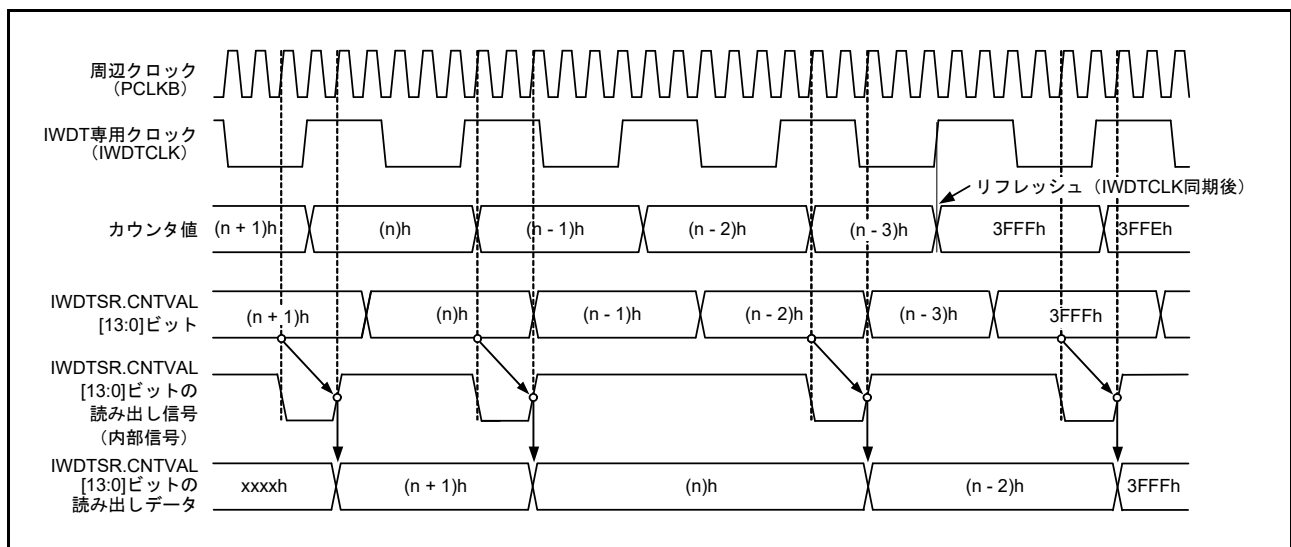 周辺クロック
(PCLKB)
IWDT専用クロック
(IWDTCLK)
リフレッシュ(IWDTCLK同期後)
カウンタ値
(n + 1)h
(n)h
(n - 1)h
(n - 2)h
(n - 3)h
3FFFh
3FFEh
IWDTSR.CNTVAL
[13:0]ビット
(n + 1)h
(n)h
(n - 1)h
(n - 2)h
(n - 3)h
3FFFh
IWDTSR.CNTVAL
[13:0]ビットの
読み出し信号
(内部信号)
IWDTSR.CNTVAL
[13:0]ビットの
読み出しデータ
xxxxh
(n + 1)h
(n)h
(n - 2)h
3FFFh